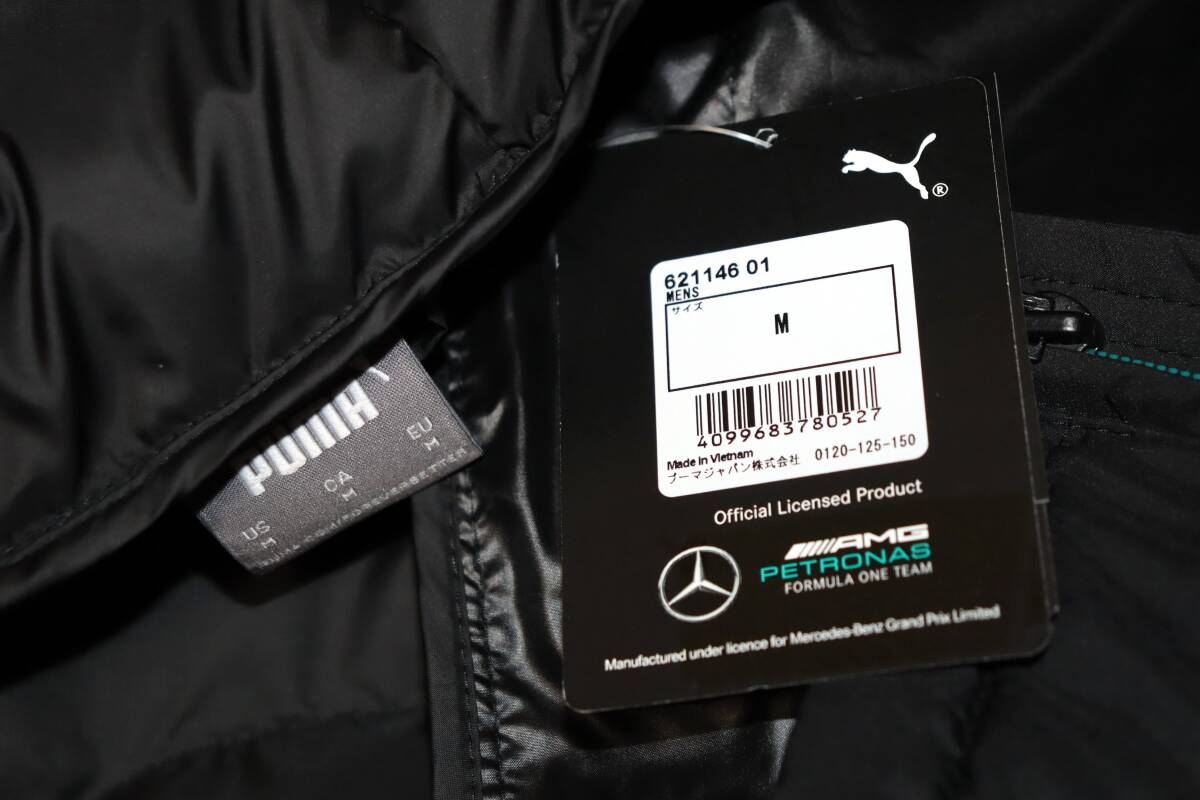 PUMA
EU
M
CA
M
US
M
®
621146 01
MENS
サイズ
M
4099683780527
Made in Vietnam
プーマジャパン株式会社 0120-125-150
Official Licensed Product
AMG
PETRONAS
FORMULA ONE TEAM
Manufactured under licence for Mercedes-Benz Grand Prix Limited